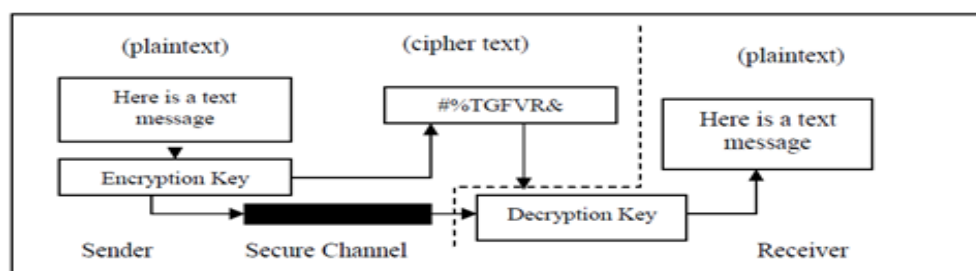 (plaintext)
(cipher text)
(plaintext)
Here is a text
message
#%TGFVR&
Here is a text
message
Encryption Key
Decryption Key
Sender
Secure Channel
Receiver